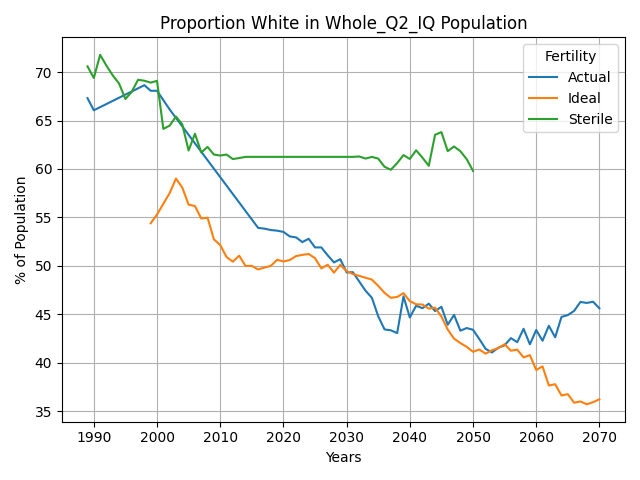 Proportion White in Whole_Q2_IQ Population
Fertility
Actual
Ideal
Sterile
% of Population
70
65
60
55
50
45
40
35
1990 2000 2010 2020 2030 2040 2050 2060 2070
Years